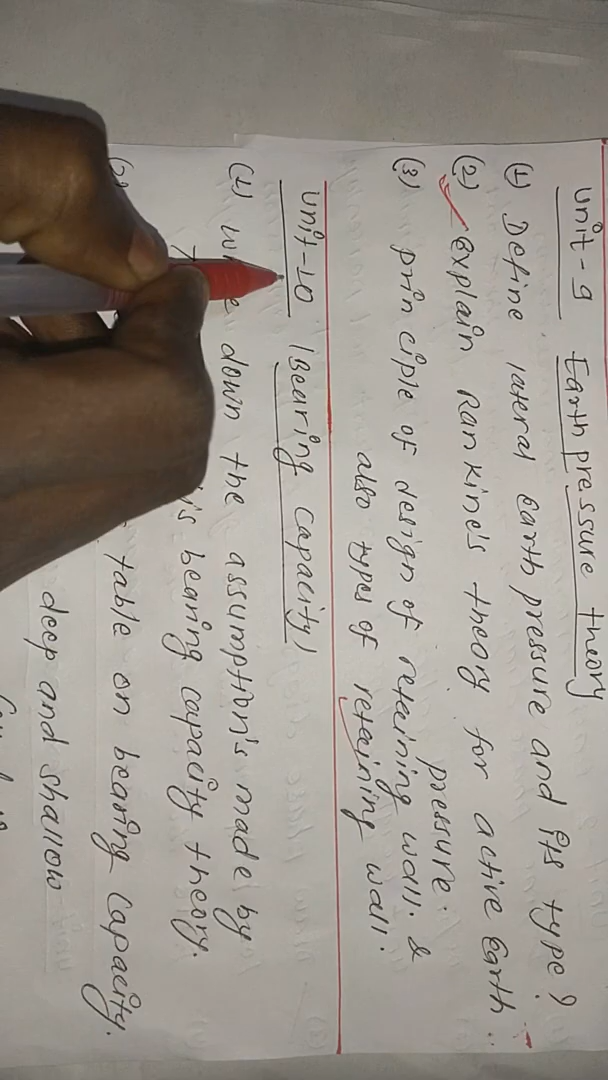 Unit-9 Earth pressure theory
(1) Define lateral Earth pressure and its type?
(2) Explain Rankine's theory for active Earth
pressure.
(3) principle of design of retaining wall. &
also types of retaining wall.
Unit-10 (Bearing capacity)
(1) down the assumption's made by
bearing capacity theory.
table on bearing capacity.
deep and shallow